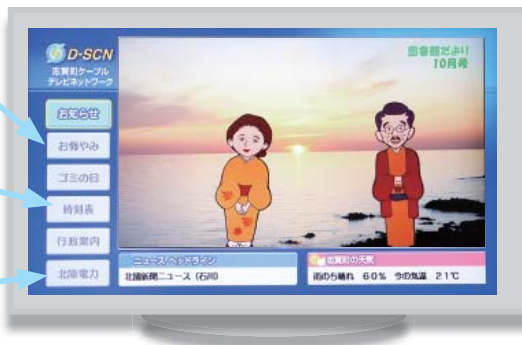 D-SCN
志賀町ケーブル
テレビネットワーク
お知らせ
お悔やみ
ゴミの日
時刻表
行政案内
北陸電力
図書館だより
10月号
ニュース ヘッドライン
北國新聞ニュース（石川）
志賀町の天気
雨のち晴れ 60% 今の気温 21℃